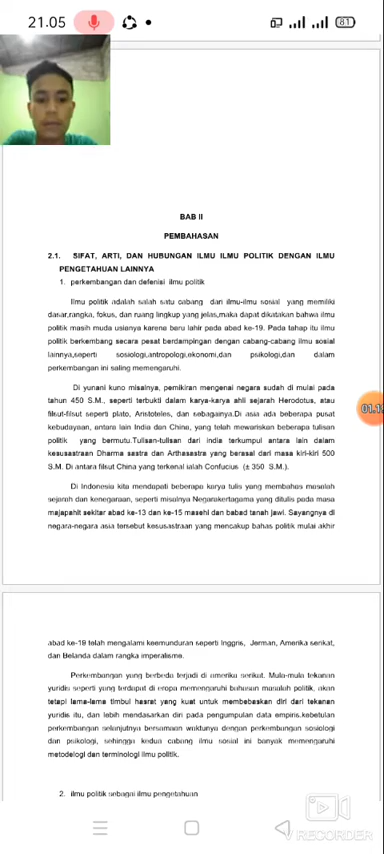 21.05
81
BAB II
PEMBAHASAN
2.1. SIFAT, ARTI, DAN HUBUNGAN ILMU ILMU POLITIK DENGAN ILMU
PENGETAHUAN LAINNYA
1. perkembangan dan defenisi ilmu politik
Ilmu politik adalah salah satu cabang dari ilmu-ilmu sosial yang memiliki
dasar,rangka, fokus, dan ruang lingkup yang jelas,maka dapat dikatakan bahwa ilmu
politik masih muda usianya karena baru lahir pada abad ke-19. Pada tahap itu ilmu
politik berkembang secara pesat berdampingan dengan cabang-cabang ilmu sosial
lainnya,seperti sosiologi,antropologi,ekonomi,dan psikologi,dan dalam
perkembangan ini saling memengaruhi.
Di yunani kuno misalnya, pemikiran mengenai negara sudah di mulai pada
tahun 450 S.M., seperti terbukti dalam karya-karya ahli sejarah Herodotus, atau
filsuf-filsuf seperti plato, Aristoteles, dan sebagainya.Di asia ada beberapa pusat
kebudayaan, antara lain India dan China, yang telah mewariskan beberapa tulisan
politik yang bermutu.Tulisan-tulisan dari india terkumpul antara lain dalam
kesusastraan Dharma sastra dan Arthasastra yang berasal dari masa kiri-kiri 500
S.M. Di antara filsuf China yang terkenal ialah Confucius (± 350 S.M.).
Di Indonesia kita mendapati beberapa karya tulis yang membahas masalah
sejarah dan kenegaraan, seperti misalnya Negarakertagama yang ditulis pada masa
majapahit sekitar abad ke-13 dan ke-15 masehi dan babad tanah jawi. Sayangnya di
negara-negara asia tersebut kesusastraan yang mencakup bahas politik mulai akhir
01.1
abad ke-19 telah mengalami keemunduran seperti Inggris, Jerman, Amerika serikat,
dan Belanda dalam rangka imperialisme.
Perkembangan yang berbeda terjadi di amerika serikat. Mula-mula tekanan
yuridis seperti yang terdapat di eropa memengaruhi bahasan masalah politik, akan
tetapi lama-lama timbul hasrat yang kuat untuk membebaskan diri dari tekanan
yuridis itu, dan lebih mendasarkan diri pada pengumpulan data empiris.kebetulan
perkembangan selanjutnya bersamaan waktunya dengan perkembangan sosiologi
dan psikologi, sehingga kedua cabang ilmu sosial ini banyak memengaruhi
metodelogi dan terminologi ilmu politik.
2. ilmu politik sebagai ilmu pengetahuan
RECORDER